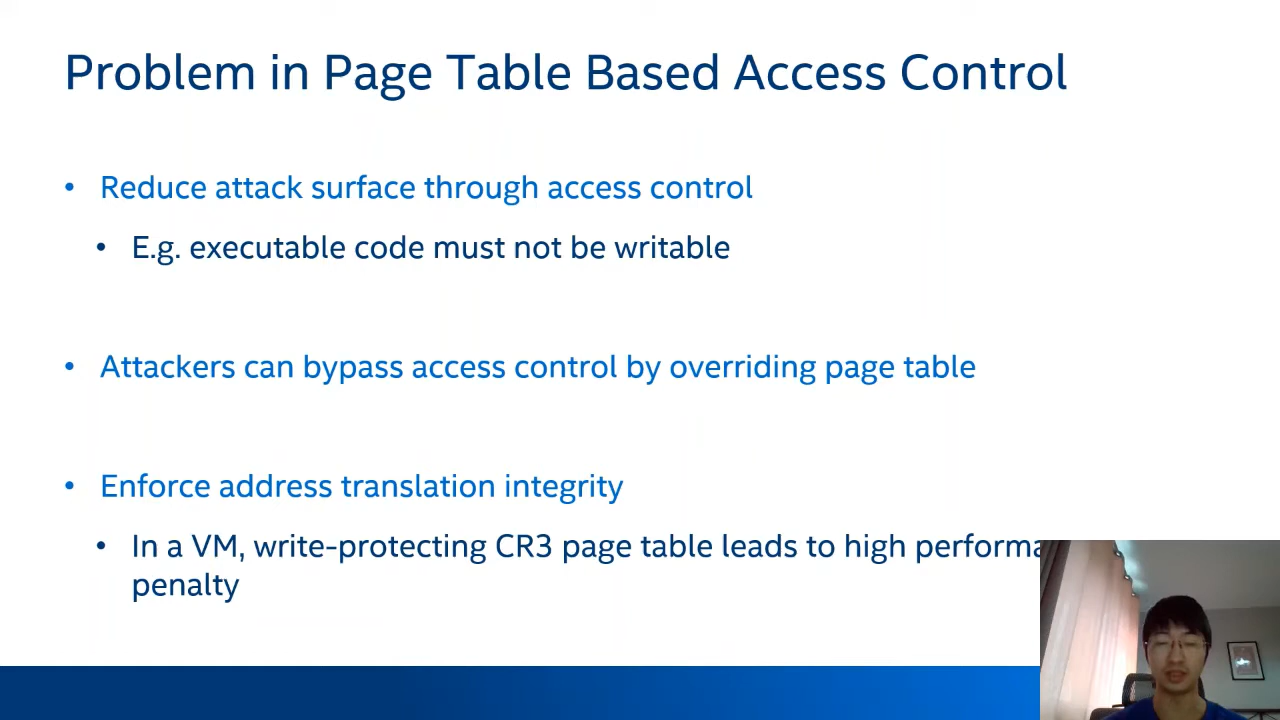 Problem in Page Table Based Access Control
• Reduce attack surface through access control
• E.g. executable code must not be writable
• Attackers can bypass access control by overriding page table
• Enforce address translation integrity
• In a VM, write-protecting CR3 page table leads to high
penalty